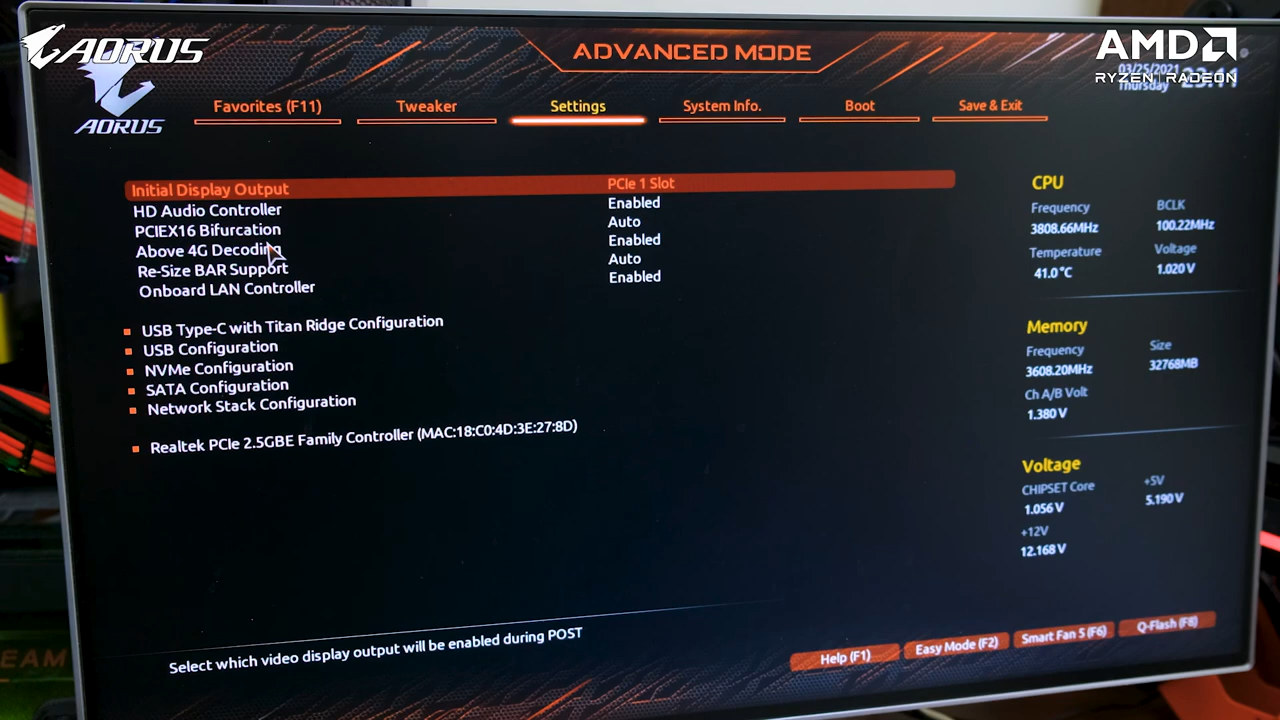 AORUS
AORUS
ADVANCED MODE
AMD
RYZEN | RADEON
03/25/2021
Thursday
Favorites (F11)
Tweaker
Settings
System Info.
Boot
Save & Exit
Initial Display Output PCIe 1 Slot
HD Audio Controller Enabled
PCIEX16 Bifurcation Auto
Above 4G Decoding Enabled
Re-Size BAR Support Auto
Onboard LAN Controller Enabled
USB Type-C with Titan Ridge Configuration
USB Configuration
NVMe Configuration
SATA Configuration
Network Stack Configuration
Realtek PCIe 2.5GBE Family Controller (MAC:18:C0:4D:3E:27:8D)
CPU
Frequency BCLK
3808.66MHz 100.22MHz
Temperature Voltage
41.0 °C 1.020 V
Memory
Frequency Size
3608.20MHz 32768MB
Ch A/B Volt
1.380 V
Voltage
CHIPSET Core +5V
1.056 V 5.190 V
+12V
12.168 V
Select which video display output will be enabled during POST
Help (F1)
Easy Mode (F2)
Smart Fan 5 (F6)
Q-Flash (F8)
EAM